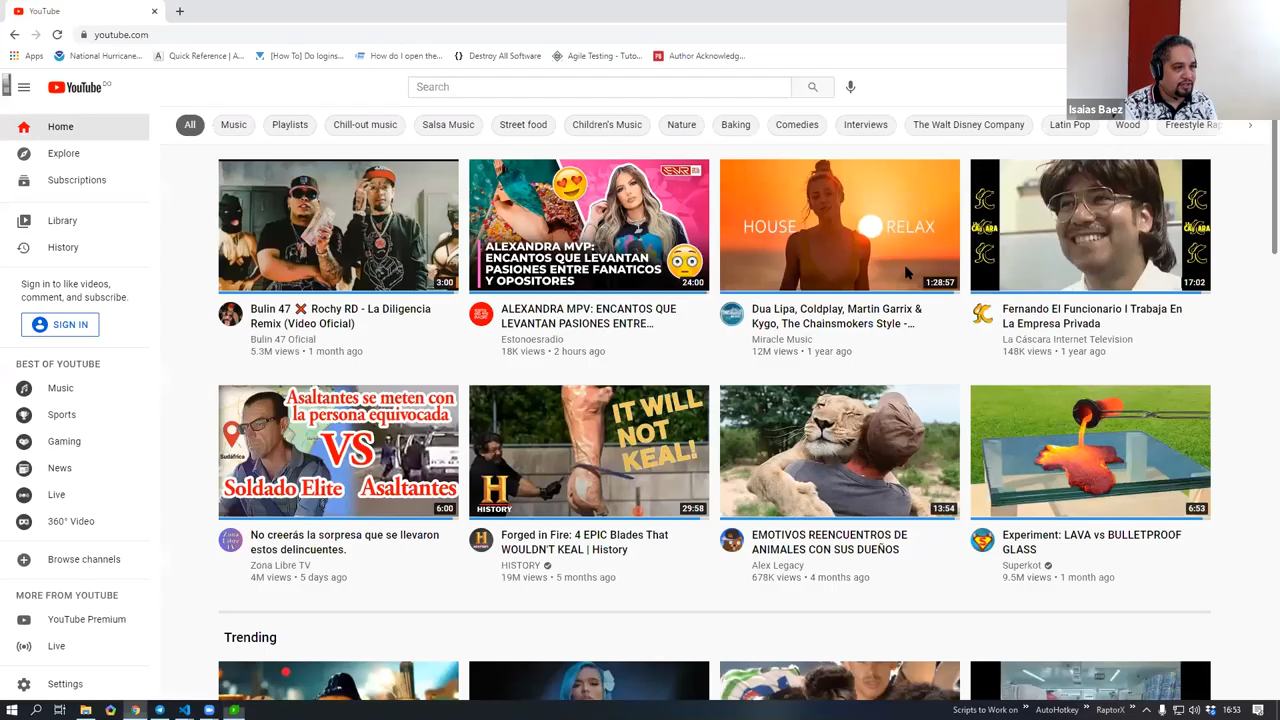 YouTube
youtube.com
Apps
National Hurricane...
Quick Reference | A...
[How To] Do logins...
How do I open the...
Destroy All Software
Agile Testing - Tuto...
Author Acknowledg...
YouTube DO
Search
Isaias Baez
All
Music
Playlists
Chill-out music
Salsa Music
Street food
Children's Music
Nature
Baking
Comedies
Interviews
The Walt Disney Company
Latin Pop
Wood
Freestyle Rap
Home
Explore
Subscriptions
Library
History
Sign in to like videos,
comment, and subscribe.
SIGN IN
BEST OF YOUTUBE
Music
Sports
Gaming
News
Live
360° Video
Browse channels
MORE FROM YOUTUBE
YouTube Premium
Live
Settings
3:00
Bulin 47 ❌ Rochy RD - La Diligencia
Remix (Video Oficial)
Bulin 47 Oficial
5.3M views • 1 month ago
ALEXANDRA MVP:
ENCANTOS QUE LEVANTAN
PASIONES ENTRE FANATICOS
Y OPOSITORES
24:00
ALEXANDRA MPV: ENCANTOS QUE
LEVANTAN PASIONES ENTRE...
Estonoesradio
18K views • 2 hours ago
HOUSE RELAX
1:28:57
Dua Lipa, Coldplay, Martin Garrix &
Kygo, The Chainsmokers Style -...
Miracle Music
12M views • 1 year ago
17:02
Fernando El Funcionario I Trabaja En
La Empresa Privada
La Cáscara Internet Television
148K views • 1 year ago
Asaltantes se meten con
la persona equivocada
Sudáfrica
VS
Soldado Elite Asaltantes
6:00
No creerás la sorpresa que se llevaron
estos delincuentes.
Zona Libre TV
4M views • 5 days ago
IT WILL
NOT
KEAL!
H
HISTORY
29:58
Forged in Fire: 4 EPIC Blades That
WOULDN'T KEAL | History
HISTORY
19M views • 5 months ago
13:54
EMOTIVOS REENCUENTROS DE
ANIMALES CON SUS DUEÑOS
Alex Legacy
678K views • 4 months ago
6:53
Experiment: LAVA vs BULLETPROOF
GLASS
Superkot
9.5M views • 1 month ago
Trending
Scripts to Work on
AutoHotkey
RaptorX
16:53